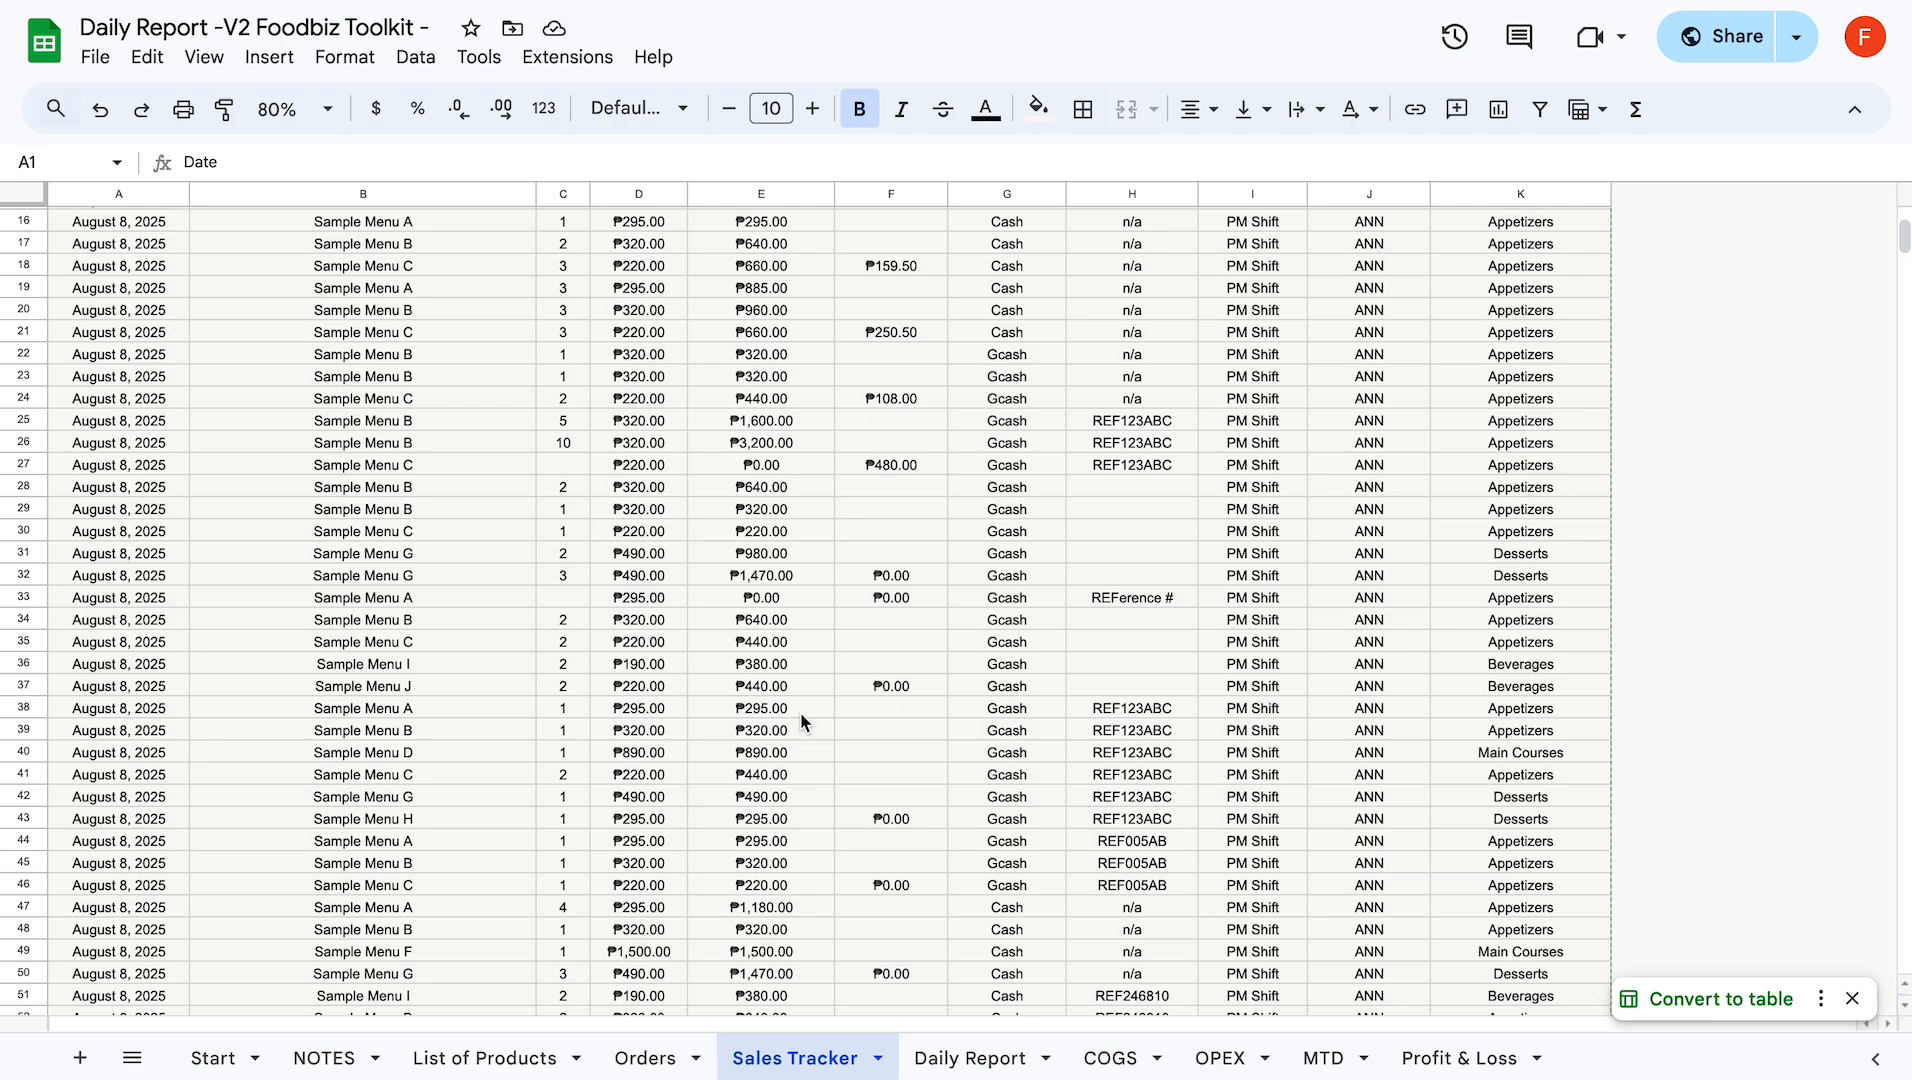 Daily Report -V2 Foodbiz Toolkit -
File Edit View Insert Format Data Tools Extensions Help
Share
F
80% $ % .0 .00 123 Defaul... 10 B I A
A1 fx Date
A B C D E F G H I J K
16 August 8, 2025 Sample Menu A 1 ₱295.00 ₱295.00 Cash n/a PM Shift ANN Appetizers
17 August 8, 2025 Sample Menu B 2 ₱320.00 ₱640.00 Cash n/a PM Shift ANN Appetizers
18 August 8, 2025 Sample Menu C 3 ₱220.00 ₱660.00 ₱159.50 Cash n/a PM Shift ANN Appetizers
19 August 8, 2025 Sample Menu A 3 ₱295.00 ₱885.00 Cash n/a PM Shift ANN Appetizers
20 August 8, 2025 Sample Menu B 3 ₱320.00 ₱960.00 Cash n/a PM Shift ANN Appetizers
21 August 8, 2025 Sample Menu C 3 ₱220.00 ₱660.00 ₱250.50 Cash n/a PM Shift ANN Appetizers
22 August 8, 2025 Sample Menu B 1 ₱320.00 ₱320.00 Gcash n/a PM Shift ANN Appetizers
23 August 8, 2025 Sample Menu B 1 ₱320.00 ₱320.00 Gcash n/a PM Shift ANN Appetizers
24 August 8, 2025 Sample Menu C 2 ₱220.00 ₱440.00 ₱108.00 Gcash n/a PM Shift ANN Appetizers
25 August 8, 2025 Sample Menu B 5 ₱320.00 ₱1,600.00 Gcash REF123ABC PM Shift ANN Appetizers
26 August 8, 2025 Sample Menu B 10 ₱320.00 ₱3,200.00 Gcash REF123ABC PM Shift ANN Appetizers
27 August 8, 2025 Sample Menu C ₱220.00 ₱0.00 ₱480.00 Gcash REF123ABC PM Shift ANN Appetizers
28 August 8, 2025 Sample Menu B 2 ₱320.00 ₱640.00 Gcash PM Shift ANN Appetizers
29 August 8, 2025 Sample Menu B 1 ₱320.00 ₱320.00 Gcash PM Shift ANN Appetizers
30 August 8, 2025 Sample Menu C 1 ₱220.00 ₱220.00 Gcash PM Shift ANN Appetizers
31 August 8, 2025 Sample Menu G 2 ₱490.00 ₱980.00 Gcash PM Shift ANN Desserts
32 August 8, 2025 Sample Menu G 3 ₱490.00 ₱1,470.00 ₱0.00 Gcash PM Shift ANN Desserts
33 August 8, 2025 Sample Menu A ₱295.00 ₱0.00 ₱0.00 Gcash REFerence # PM Shift ANN Appetizers
34 August 8, 2025 Sample Menu B 2 ₱320.00 ₱640.00 Gcash PM Shift ANN Appetizers
35 August 8, 2025 Sample Menu C 2 ₱220.00 ₱440.00 Gcash PM Shift ANN Appetizers
36 August 8, 2025 Sample Menu I 2 ₱190.00 ₱380.00 Gcash PM Shift ANN Beverages
37 August 8, 2025 Sample Menu J 2 ₱220.00 ₱440.00 ₱0.00 Gcash PM Shift ANN Beverages
38 August 8, 2025 Sample Menu A 1 ₱295.00 ₱295.00 Gcash REF123ABC PM Shift ANN Appetizers
39 August 8, 2025 Sample Menu B 1 ₱320.00 ₱320.00 Gcash REF123ABC PM Shift ANN Appetizers
40 August 8, 2025 Sample Menu D 1 ₱890.00 ₱890.00 Gcash REF123ABC PM Shift ANN Main Courses
41 August 8, 2025 Sample Menu C 2 ₱220.00 ₱440.00 Gcash REF123ABC PM Shift ANN Appetizers
42 August 8, 2025 Sample Menu G 1 ₱490.00 ₱490.00 Gcash REF123ABC PM Shift ANN Desserts
43 August 8, 2025 Sample Menu H 1 ₱295.00 ₱295.00 ₱0.00 Gcash REF123ABC PM Shift ANN Desserts
44 August 8, 2025 Sample Menu A 1 ₱295.00 ₱295.00 Gcash REF005AB PM Shift ANN Appetizers
45 August 8, 2025 Sample Menu B 1 ₱320.00 ₱320.00 Gcash REF005AB PM Shift ANN Appetizers
46 August 8, 2025 Sample Menu C 1 ₱220.00 ₱220.00 ₱0.00 Gcash REF005AB PM Shift ANN Appetizers
47 August 8, 2025 Sample Menu A 4 ₱295.00 ₱1,180.00 Cash n/a PM Shift ANN Appetizers
48 August 8, 2025 Sample Menu B 1 ₱320.00 ₱320.00 Cash n/a PM Shift ANN Appetizers
49 August 8, 2025 Sample Menu F 1 ₱1,500.00 ₱1,500.00 Cash n/a PM Shift ANN Main Courses
50 August 8, 2025 Sample Menu G 3 ₱490.00 ₱1,470.00 ₱0.00 Cash n/a PM Shift ANN Desserts
51 August 8, 2025 Sample Menu I 2 ₱190.00 ₱380.00 Cash REF246810 PM Shift ANN Beverages
Convert to table
Start NOTES List of Products Orders Sales Tracker Daily Report COGS OPEX MTD Profit & Loss